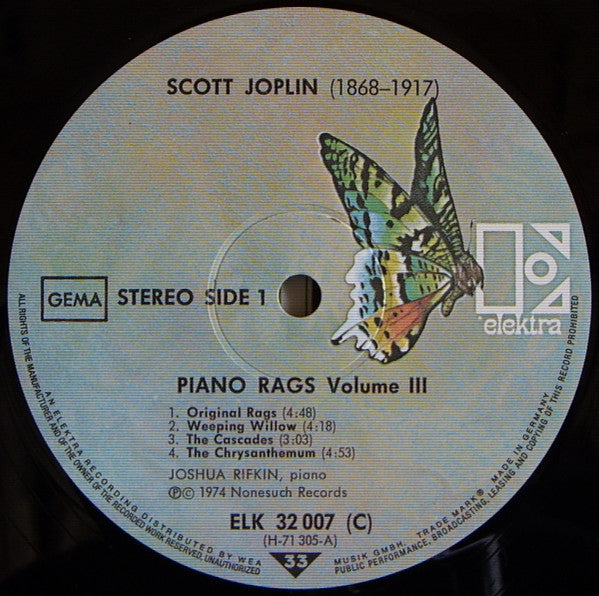 SCOTT JOPLIN (1868–1917)
elektra
GEMA STEREO SIDE 1
PIANO RAGS Volume III
1. Original Rags (4:48)
2. Weeping Willow (4:18)
3. The Cascades (3:03)
4. The Chrysanthemum (4:53)
JOSHUA RIFKIN, piano
℗© 1974 Nonesuch Records
ELK 32 007 (C)
(H-71 305-A)
33
AN ELEKTRA RECORDING DISTRIBUTED BY WEA MUSIK GMBH. TRADE MARK® MADE IN GERMANY
ALL RIGHTS OF THE MANUFACTURER AND OF THE OWNER OF THE RECORDED WORK RESERVED. UNAUTHORIZED PUBLIC PERFORMANCE, BROADCASTING, LEASING AND COPYING OF THIS RECORD PROHIBITED